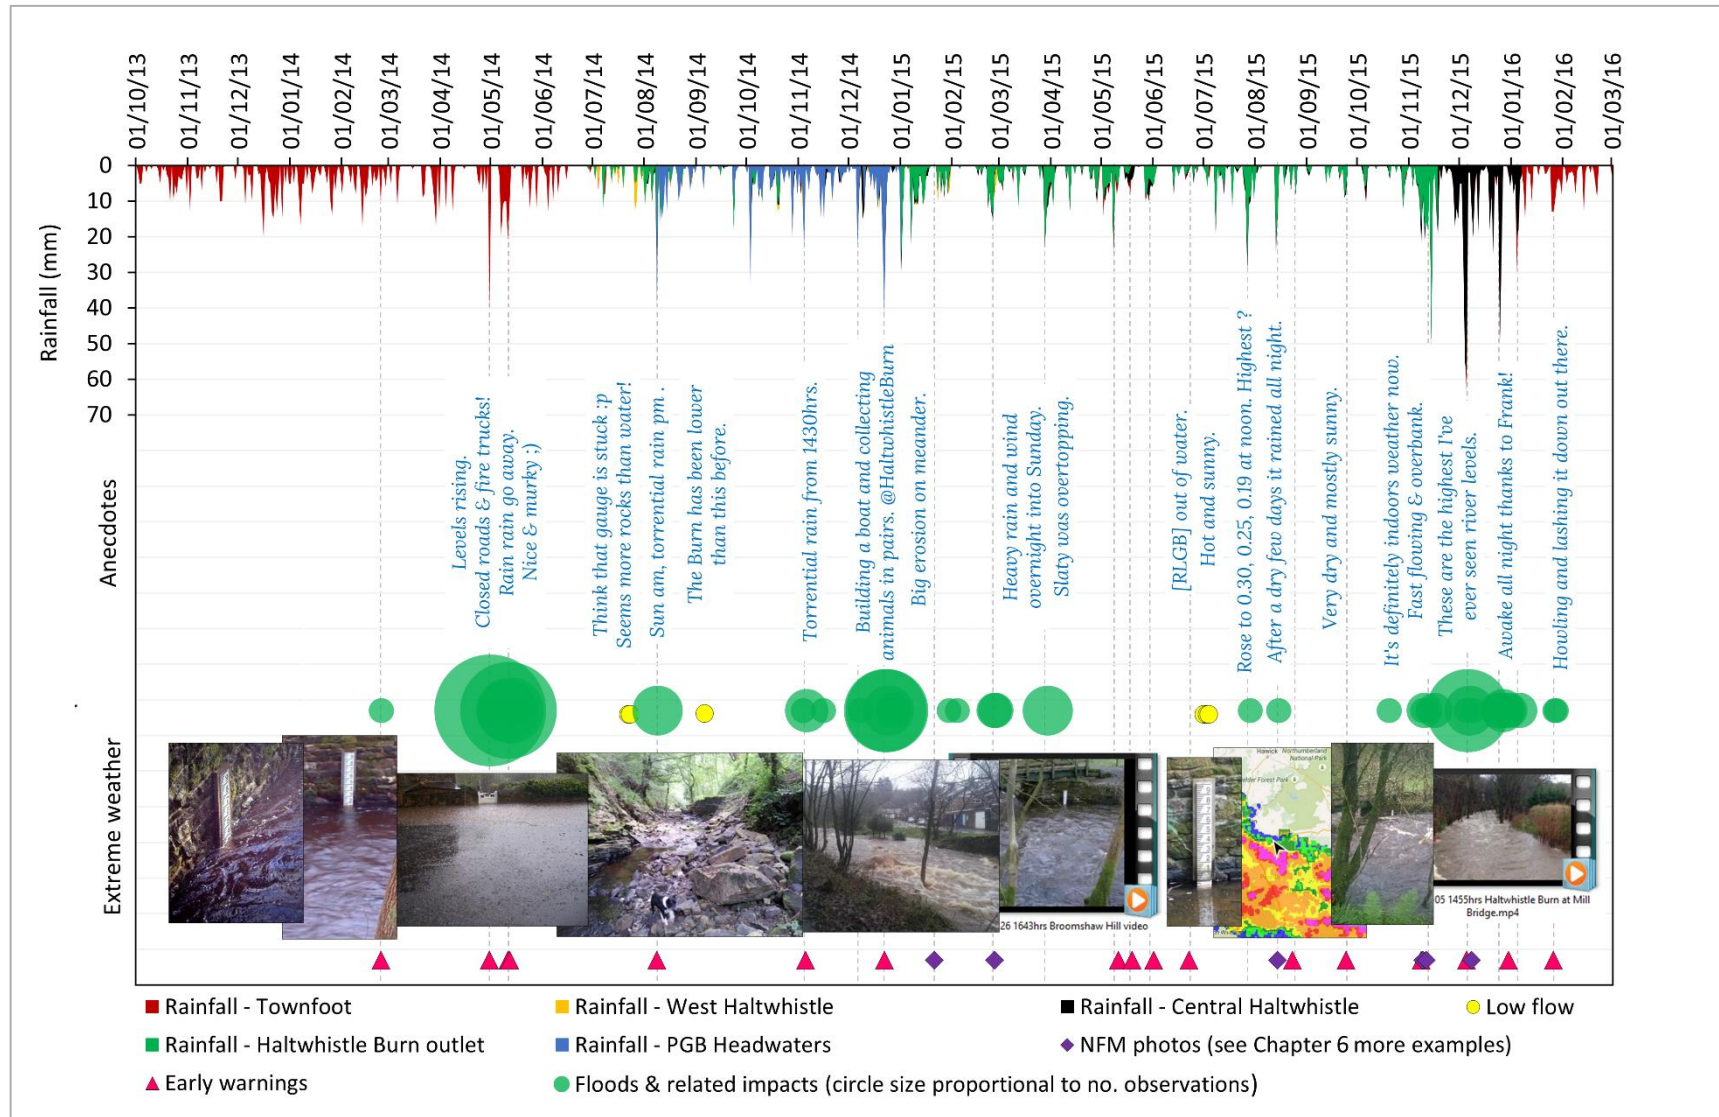 01/10/13
01/11/13
01/12/13
01/01/14
01/02/14
01/03/14
01/04/14
01/05/14
01/06/14
01/07/14
01/08/14
01/09/14
01/10/14
01/11/14
01/12/14
01/01/15
01/02/15
01/03/15
01/04/15
01/05/15
01/06/15
01/07/15
01/08/15
01/09/15
01/10/15
01/11/15
01/12/15
01/01/16
01/02/16
01/03/16
Rainfall (mm)
0
10
20
30
40
50
60
70
Anecdotes
Levels rising.
Closed roads & fire trucks!
Rain rain go away.
Nice & murky ;)
Think that gauge is stuck :p
Seems more rocks than water!
Sun am, torrential rain pm .
The Burn has been lower
than this before.
Torrential rain from 1430hrs.
Building a boat and collecting
animals in pairs. @HaltwhistleBurn
Big erosion on meander.
Heavy rain and wind
overnight into Sunday.
Slaty was overtopping.
[RLGB] out of water.
Hot and sunny.
Rose to 0.30, 0.25, 0.19 at noon. Highest ?
After a dry few days it rained all night.
Very dry and mostly sunny.
It's definitely indoors weather now.
Fast flowing & overbank.
These are the highest I've
ever seen river levels.
Awake all night thanks to Frank!
Howling and lashing it down out there.
Extreme weather
Hawick
Northumberland
National Park
Forest Park
26 1643hrs Broomshaw Hill video
05 1455hrs Haltwhistle Burn at Mill
Bridge.mp4
Rainfall - Townfoot
Rainfall - West Haltwhistle
Rainfall - Central Haltwhistle
Low flow
Rainfall - Haltwhistle Burn outlet
Rainfall - PGB Headwaters
NFM photos (see Chapter 6 more examples)
Early warnings
Floods & related impacts (circle size proportional to no. observations)